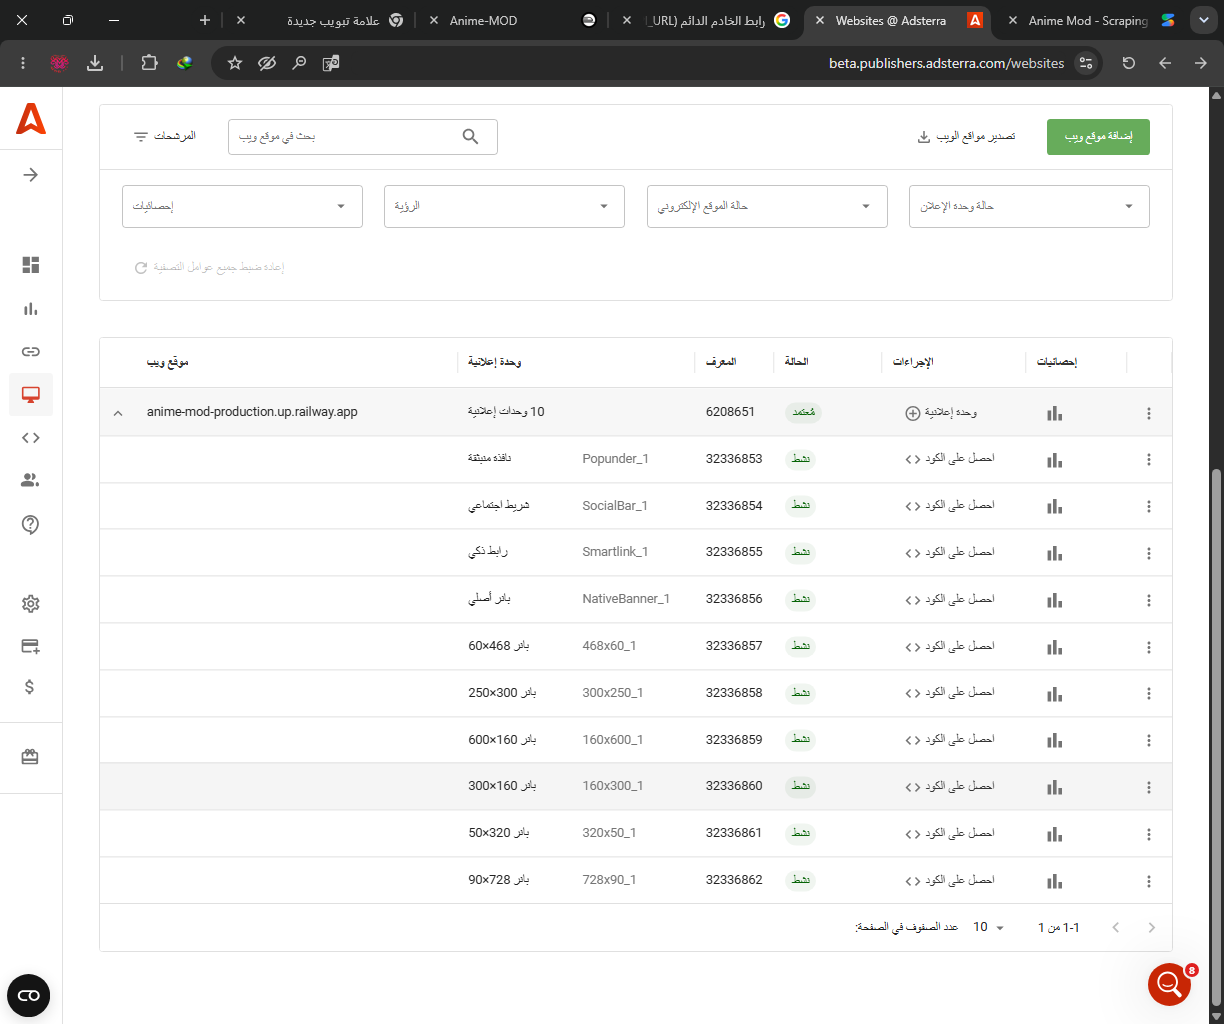 علامة تبويب جديدة
Anime-MOD
رابط الخادم الدائم (URL_
Websites @ Adsterra
Anime Mod - Scraping
beta.publishers.adsterra.com/websites
المرشحات
بحث في موقع ويب
تصدير مواقع الويب
إضافة موقع ويب
إحصائيات
الرؤية
حالة الموقع الإلكتروني
حالة وحدة الإعلان
إعادة ضبط جميع عوامل التصفية
موقع ويب وحدة إعلانية المعرف الحالة الإجراءات إحصائيات
anime-mod-production.up.railway.app 10 وحدات إعلانية 6208651 مُعتمد وحدة إعلانية
نافذة منبثقة Popunder_1 32336853 نشط احصل على الكود
شريط اجتماعي SocialBar_1 32336854 نشط احصل على الكود
رابط ذكي Smartlink_1 32336855 نشط احصل على الكود
بانر أصلي NativeBanner_1 32336856 نشط احصل على الكود
بانر 468×60 468x60_1 32336857 نشط احصل على الكود
بانر 300×250 300x250_1 32336858 نشط احصل على الكود
بانر 160×600 160x600_1 32336859 نشط احصل على الكود
بانر 160×300 160x300_1 32336860 نشط احصل على الكود
بانر 320×50 320x50_1 32336861 نشط احصل على الكود
بانر 728×90 728x90_1 32336862 نشط احصل على الكود
عدد الصفوف في الصفحة: 10 1-1 من 1
8